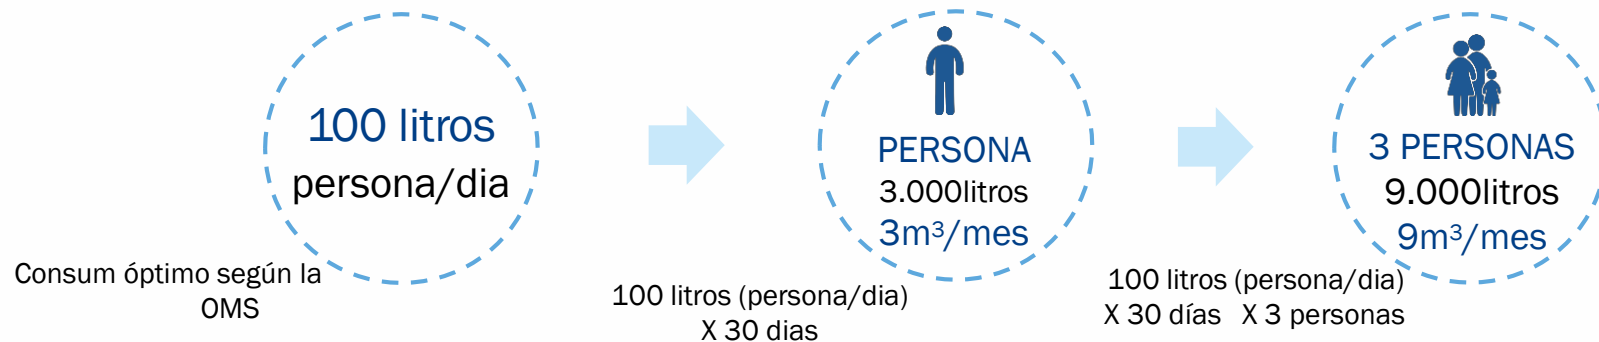 100 litros
persona/dia
Consum óptimo según la
OMS
PERSONA
3.000litros
3m³/mes
100 litros (persona/dia)
X 30 dias
3 PERSONAS
9.000litros
9m³/mes
100 litros (persona/dia)
X 30 días X 3 personas